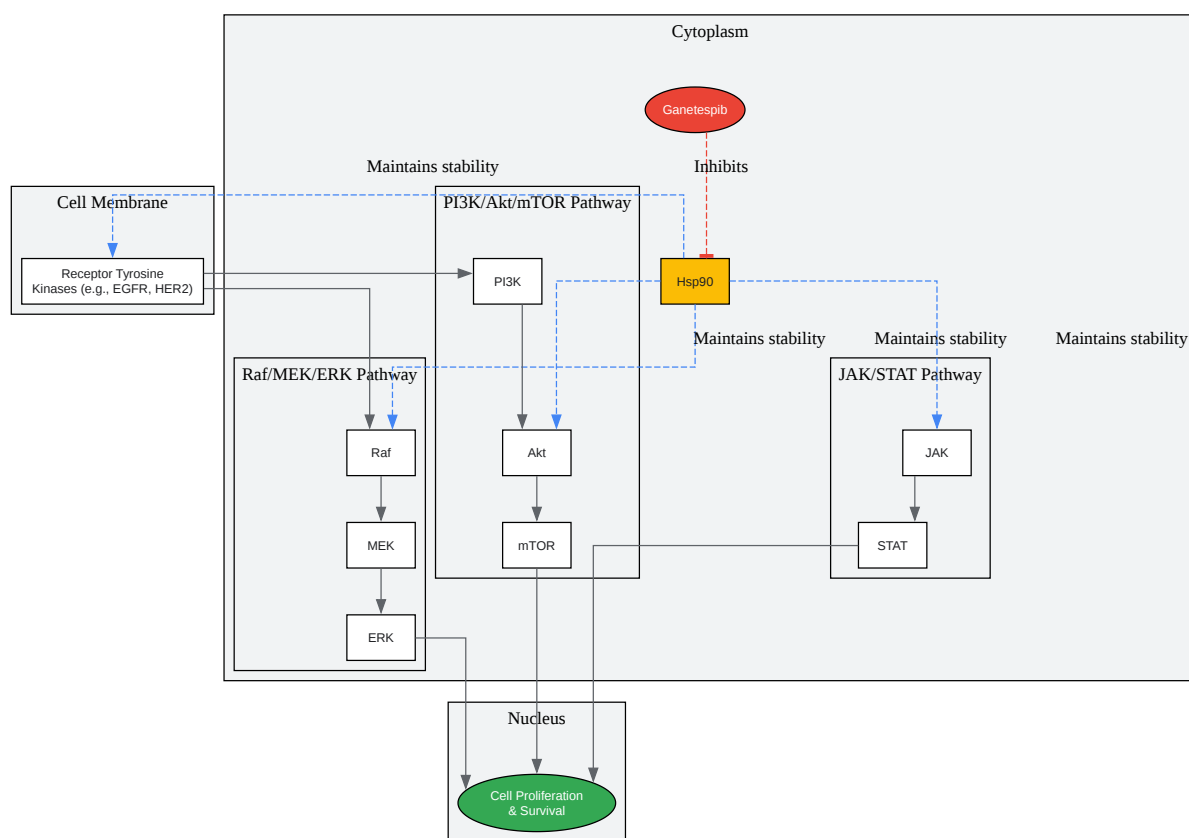 Cytoplasm
Ganetespib
Maintains stability
Inhibits
Cell Membrane
PI3K/Akt/mTOR Pathway
Receptor Tyrosine
Kinases (e.g., EGFR, HER2)
PI3K
Hsp90
Maintains stability
Maintains stability
Maintains stability
Raf/MEK/ERK Pathway
JAK/STAT Pathway
Raf
Akt
JAK
MEK
mTOR
STAT
ERK
Nucleus
Cell Proliferation
& Survival